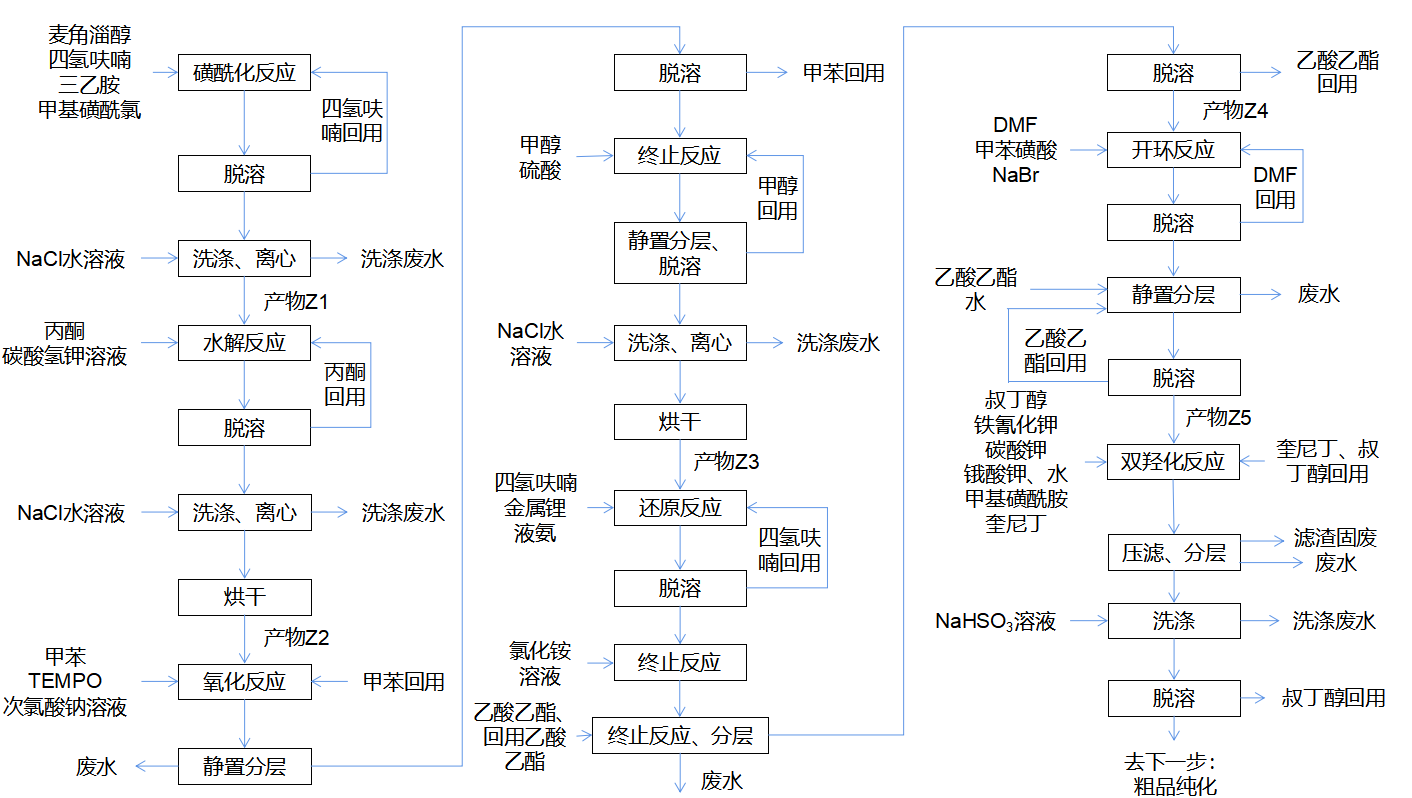 麦角淄醇
四氢呋喃
三乙胺
甲基磺酰氯
磺酰化反应
四氢呋
喃回用
脱溶
NaCl水溶液
洗涤、离心
洗涤废水
产物Z1
丙酮
碳酸氢钾溶液
水解反应
丙酮
回用
脱溶
NaCl水溶液
洗涤、离心
洗涤废水
烘干
产物Z2
甲苯
TEMPO
次氯酸钠溶液
氧化反应
甲苯回用
废水
静置分层
脱溶
甲苯回用
甲醇
硫酸
终止反应
甲醇
回用
静置分层、
脱溶
NaCl水
溶液
洗涤、离心
洗涤废水
烘干
产物Z3
四氢呋喃
金属锂
液氨
还原反应
四氢呋
喃回用
脱溶
氯化铵
溶液
终止反应
乙酸乙酯、
回用乙酸
乙酯
终止反应、分层
废水
脱溶
乙酸乙酯
回用
产物Z4
DMF
甲苯磺酸
NaBr
开环反应
DMF
回用
脱溶
乙酸乙酯
水
静置分层
废水
乙酸乙
酯回用
脱溶
产物Z5
叔丁醇
铁氰化钾
碳酸钾
锇酸钾、水
甲基磺酰胺
奎尼丁
双羟化反应
奎尼丁、叔
丁醇回用
压滤、分层
滤渣固废
废水
NaHSO₃溶液
洗涤
洗涤废水
脱溶
叔丁醇回用
去下一步：
粗品纯化